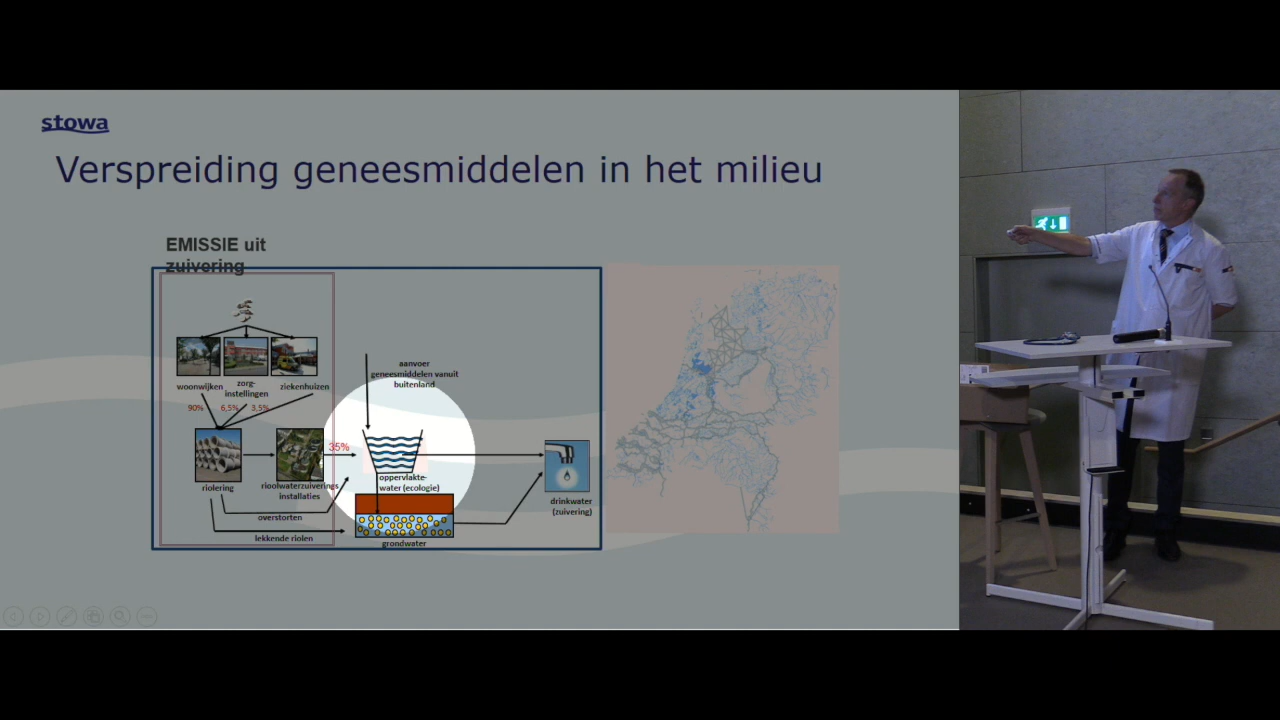 stowa
Verspreiding geneesmiddelen in het milieu
EMISSIE uit
zuivering
aanvoer
geneesmiddelen vanuit
buitenland
woonwijken
zorg-
instellingen
ziekenhuizen
90%
6,5%
3,5%
35%
riolering
rioolwaterzuiverings
installaties
oppervlakte-
water (ecologie)
drinkwater
(zuivering)
overstorten
lekkende riolen
grondwater